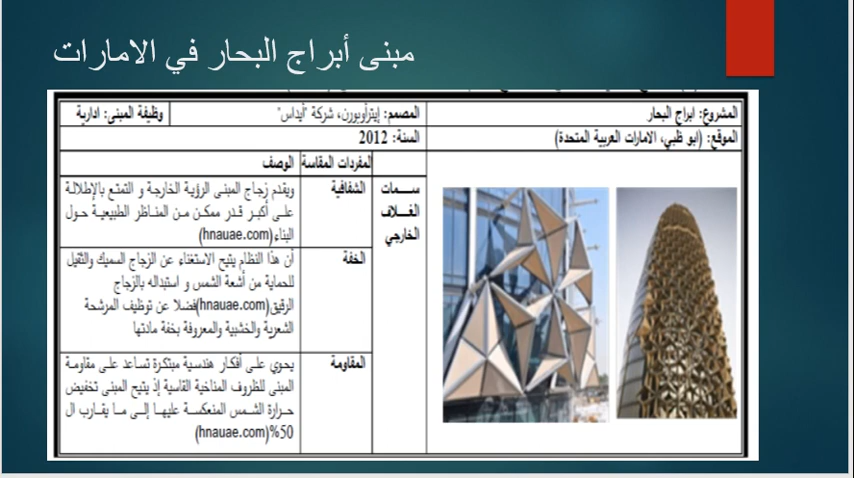 مبنى أبراج البحار في الامارات
المشروع: ابراج البحار
المصمم: إيترأوبورن، شركة "أيداس"
وظيفة المبنى: ادارية
الموقع: (ابو ظبي، الامارات العربية المتحدة)
السنة: 2012
المفردات المقاسة
الوصف
ســمات
الغــلاف
الخارجي
الشفافية
ويقدم زجاج المبنى الرؤية الخارجة و التمتع بالإطلالة
على أكبر قدر ممكن من المناظر الطبيعية حول
البناء(hnauae.com)
الخفة
أن هذا النظام يتيح الاستغناء عن الزجاج السميك والثقيل
للحماية من أشعة الشمس و استبداله بالزجاج
الرقيق(hnauae.com)فضلا عن توظيف المرشحة
الشعرية والخشبية والمعروفة بخفة مادتها
المقاومة
يحوي على أفكار هندسية مبتكرة تساعد على مقاومة
المبنى للظروف المناخية القاسية إذ يتيح المبنى تخفيض
حرارة الشمس المنعكسة عليها إلى ما يقارب ال
50%(hnauae.com)